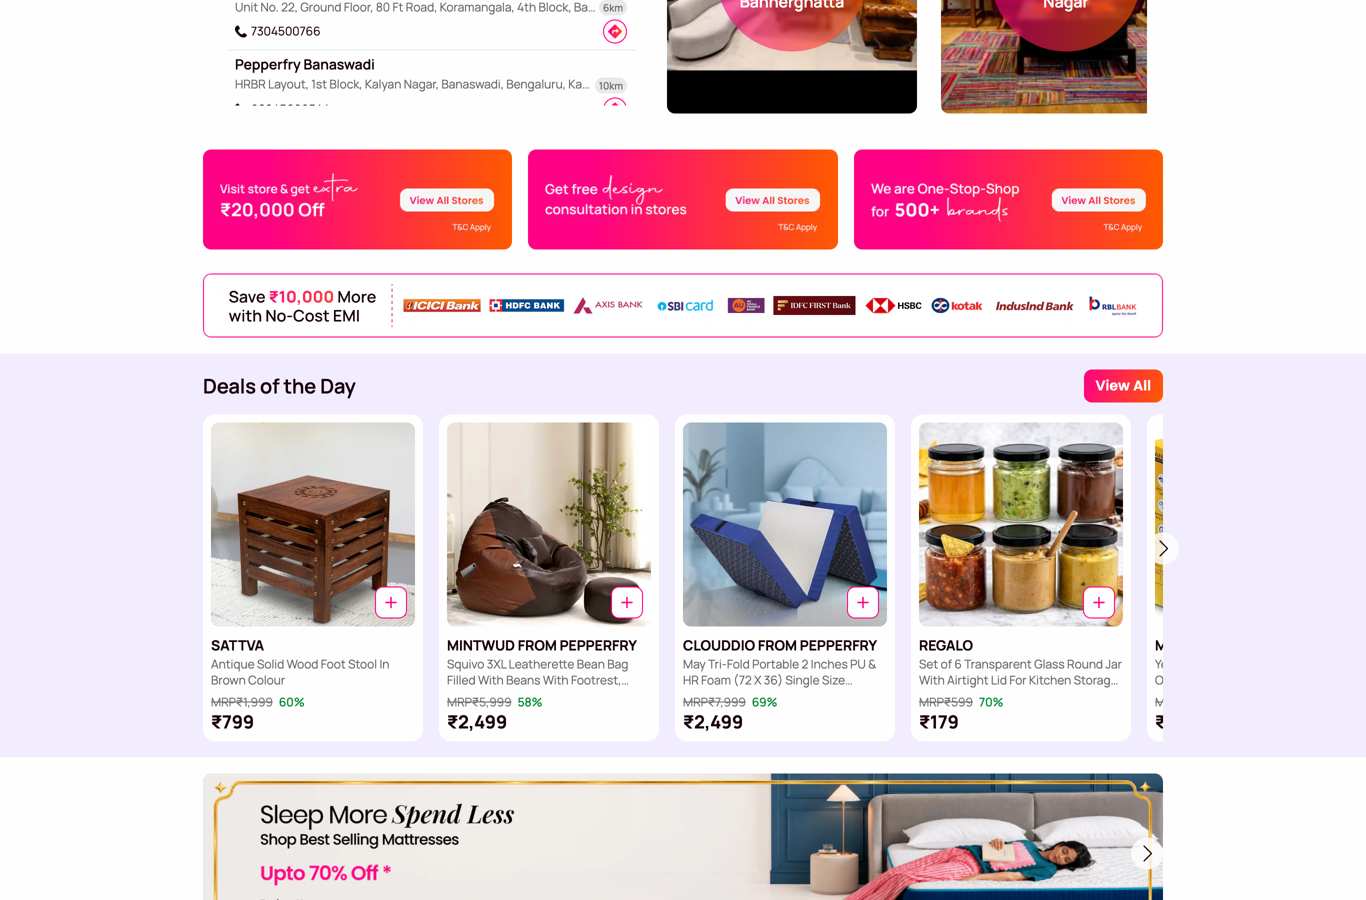 Unit No. 22, Ground Floor, 80 Ft Road, Koramangala, 4th Block, Ba...
6km
7304500766
Pepperfry Banaswadi
HRBR Layout, 1st Block, Kalyan Nagar, Banaswadi, Bengaluru, Ka...
10km
Bannerghatta
Nagar
Visit store & get extra
₹20,000 Off
View All Stores
T&C Apply
Get free design
consultation in stores
View All Stores
T&C Apply
We are One-Stop-Shop
for 500+ brands
View All Stores
T&C Apply
Save ₹10,000 More
with No-Cost EMI
ICICI Bank
HDFC BANK
AXIS BANK
SBI card
AU
IDFC FIRST Bank
HSBC
kotak
IndusInd Bank
RBLBANK
Deals of the Day
View All
SATTVA
Antique Solid Wood Foot Stool In
Brown Colour
MRP₹1,999 60%
₹799
MINTWUD FROM PEPPERFRY
Squivo 3XL Leatherette Bean Bag
Filled With Beans With Footrest,...
MRP₹5,999 58%
₹2,499
CLOUDDIO FROM PEPPERFRY
May Tri-Fold Portable 2 Inches PU &
HR Foam (72 X 36) Single Size...
MRP₹7,999 69%
₹2,499
REGALO
Set of 6 Transparent Glass Round Jar
With Airtight Lid For Kitchen Storag...
MRP₹599 70%
₹179
Sleep More Spend Less
Shop Best Selling Mattresses
Upto 70% Off *